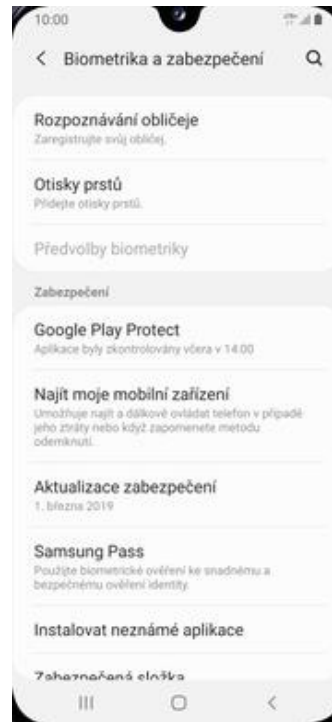 10:00
Biometrika a zabezpečení
Rozpoznávání obličeje
Zaregistrujte svůj obličej.
Otisky prstů
Přidejte otisky prstů.
Předvolby biometriky
Zabezpečení
Google Play Protect
Aplikace byly zkontrolovány včera v 14:00
Najít moje mobilní zařízení
Umožňuje najít a dálkově ovládat telefon v případě
jeho ztráty nebo když zapomenete metodu
odemknutí.
Aktualizace zabezpečení
1. března 2019
Samsung Pass
Použijte biometrické ověření ke snadnému a
bezpečnému ověření identity.
Instalovat neznámé aplikace
Zabezpečená složka